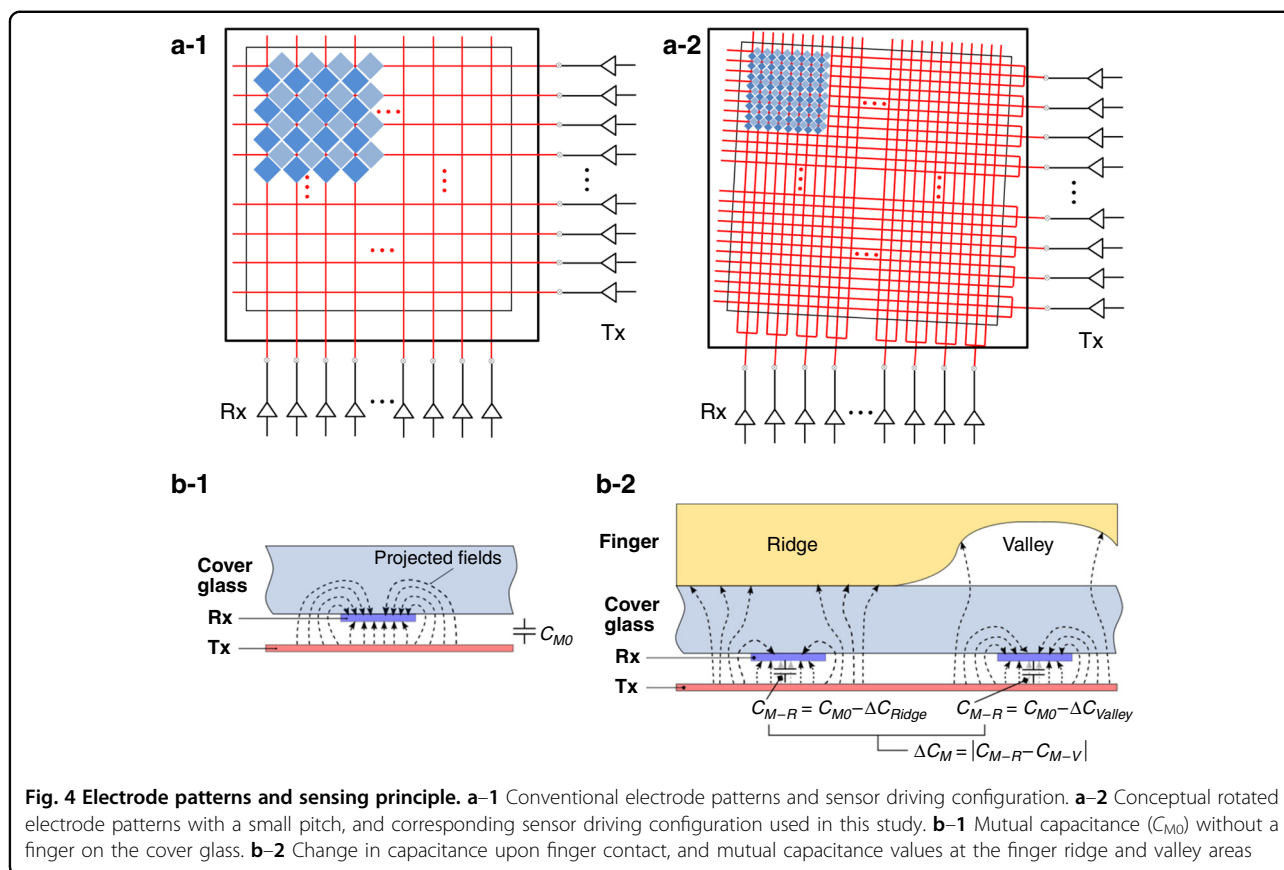 a-1
a-2
Tx
Tx
Rx
Rx
b-1
b-2
Cover
glass
Projected fields
Rx
Tx
C_M0
Finger
Ridge
Valley
Cover
glass
Rx
Tx
C_M–R = C_M0–ΔC_Ridge
C_M–R = C_M0–ΔC_Valley
ΔC_M = |C_M–R–C_M–V|
Fig. 4 Electrode patterns and sensing principle. a–1 Conventional electrode patterns and sensor driving configuration. a–2 Conceptual rotated
electrode patterns with a small pitch, and corresponding sensor driving configuration used in this study. b–1 Mutual capacitance (C_M0) without a
finger on the cover glass. b–2 Change in capacitance upon finger contact, and mutual capacitance values at the finger ridge and valley areas